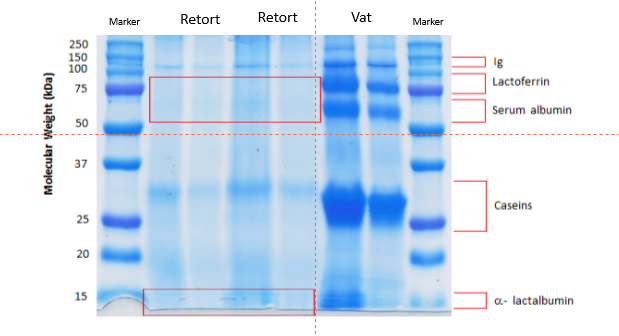 Marker Retort Retort Vat Marker
Molecular Weight (kDa)
250
150
100
75
50
37
25
20
15
Ig
Lactoferrin
Serum albumin
Caseins
α- lactalbumin